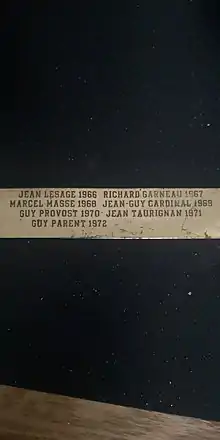 JEAN LESAGE 1966 RICHARD GARNEAU 1967
MARCEL MASSE 1968 JEAN-GUY CARDINAL 1969
GUY PROVOST 1970 JEAN TAURIGNAN 1971
GUY PARENT 1972